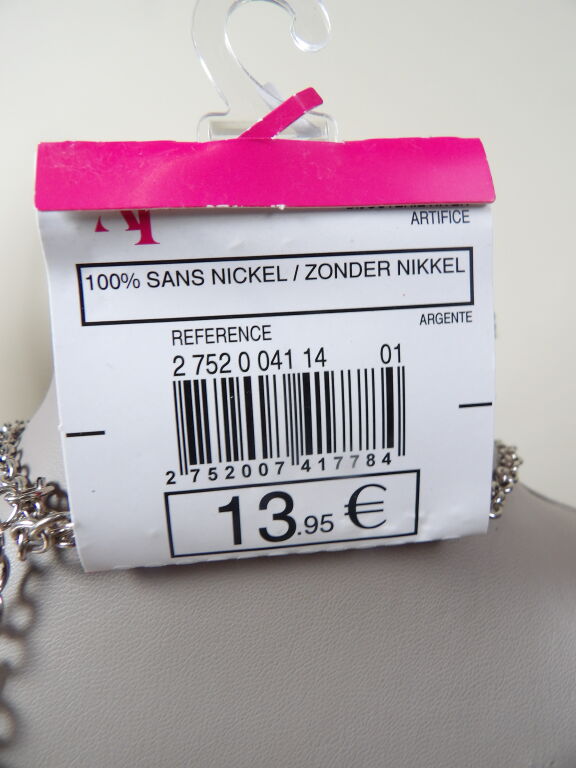 ARTIFICE
100% SANS NICKEL / ZONDER NIKKEL
ARGENTE
REFERENCE
2 752 0 041 14 01
2 752007 417784
13.95 €